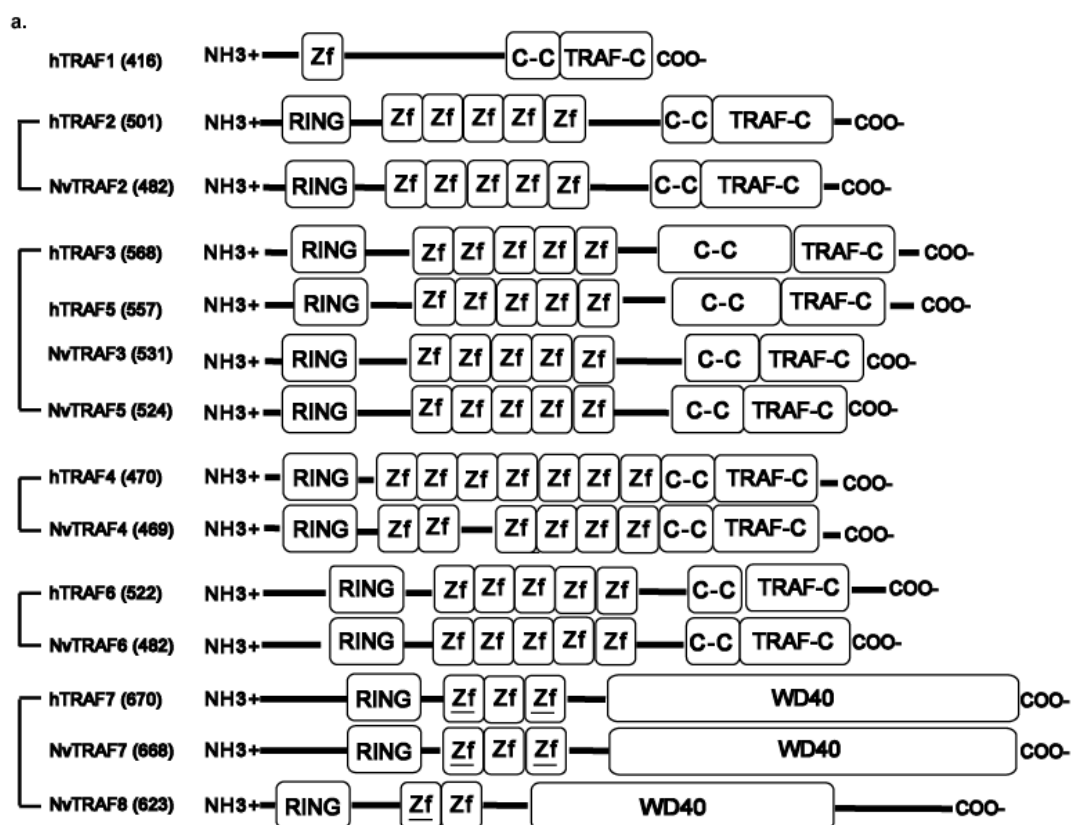 a.
hTRAF1 (416) NH3+ Zf C-C TRAF-C COO-
hTRAF2 (501) NH3+ RING Zf Zf Zf Zf Zf C-C TRAF-C COO-
NvTRAF2 (482) NH3+ RING Zf Zf Zf Zf Zf C-C TRAF-C COO-
hTRAF3 (568) NH3+ RING Zf Zf Zf Zf Zf C-C TRAF-C COO-
hTRAF5 (557) NH3+ RING Zf Zf Zf Zf Zf C-C TRAF-C COO-
NvTRAF3 (531) NH3+ RING Zf Zf Zf Zf Zf C-C TRAF-C COO-
NvTRAF5 (524) NH3+ RING Zf Zf Zf Zf Zf C-C TRAF-C COO-
hTRAF4 (470) NH3+ RING Zf Zf Zf Zf Zf Zf Zf C-C TRAF-C COO-
NvTRAF4 (469) NH3+ RING Zf Zf Zf Zf Zf Zf C-C TRAF-C COO-
hTRAF6 (522) NH3+ RING Zf Zf Zf Zf Zf C-C TRAF-C COO-
NvTRAF6 (482) NH3+ RING Zf Zf Zf Zf Zf C-C TRAF-C COO-
hTRAF7 (670) NH3+ RING Zf Zf Zf WD40 COO-
NvTRAF7 (668) NH3+ RING Zf Zf Zf WD40 COO-
NvTRAF8 (623) NH3+ RING Zf Zf WD40 COO-